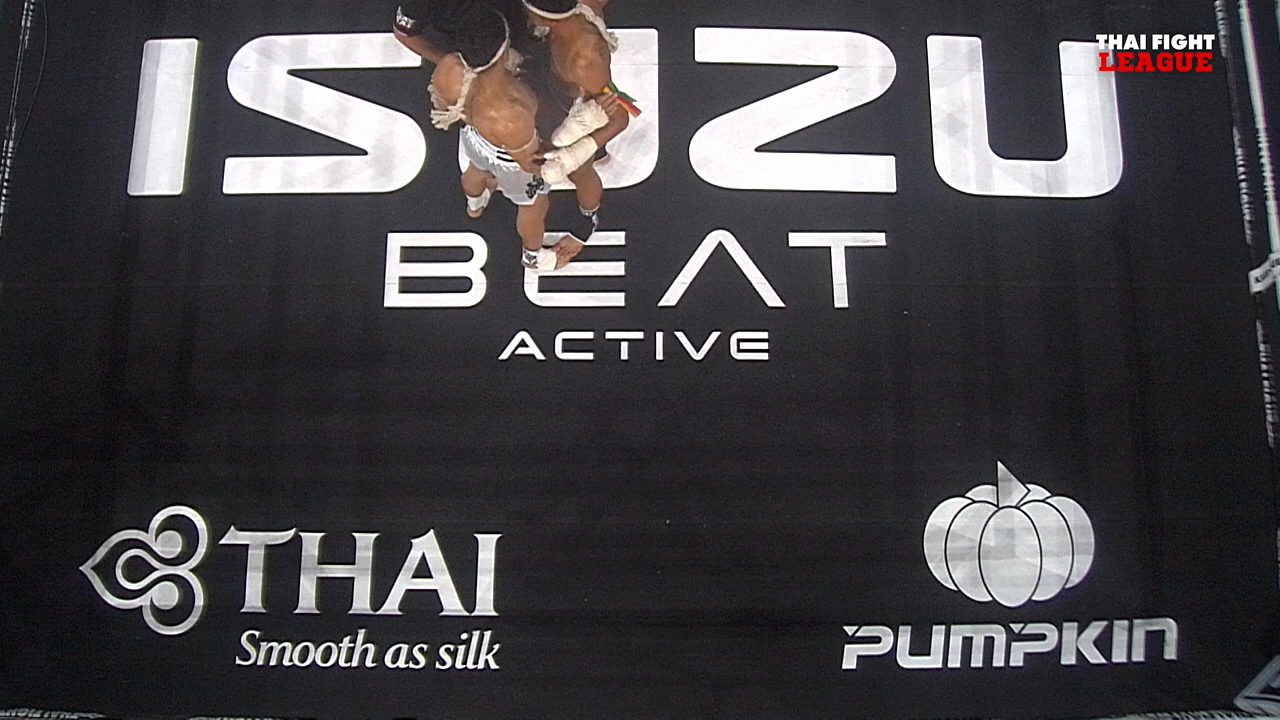 ISUZU
THAI FIGHT
LEAGUE
BEAT
ACTIVE
THAI
Smooth as silk
PUMPKIN